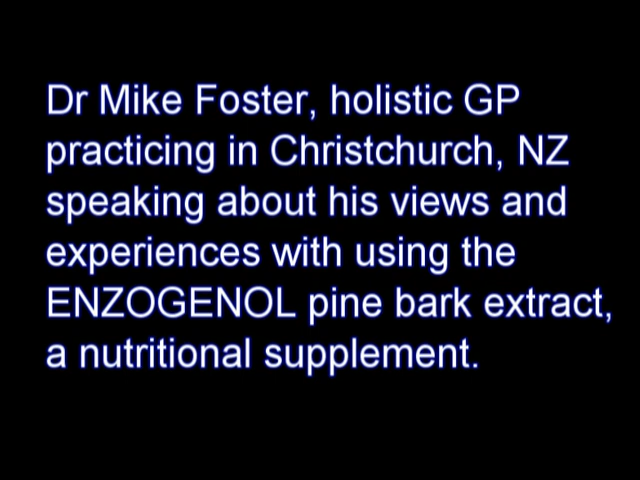 Dr Mike Foster, holistic GP
practicing in Christchurch, NZ
speaking about his views and
experiences with using the
ENZOGENOL pine bark extract,
a nutritional supplement.